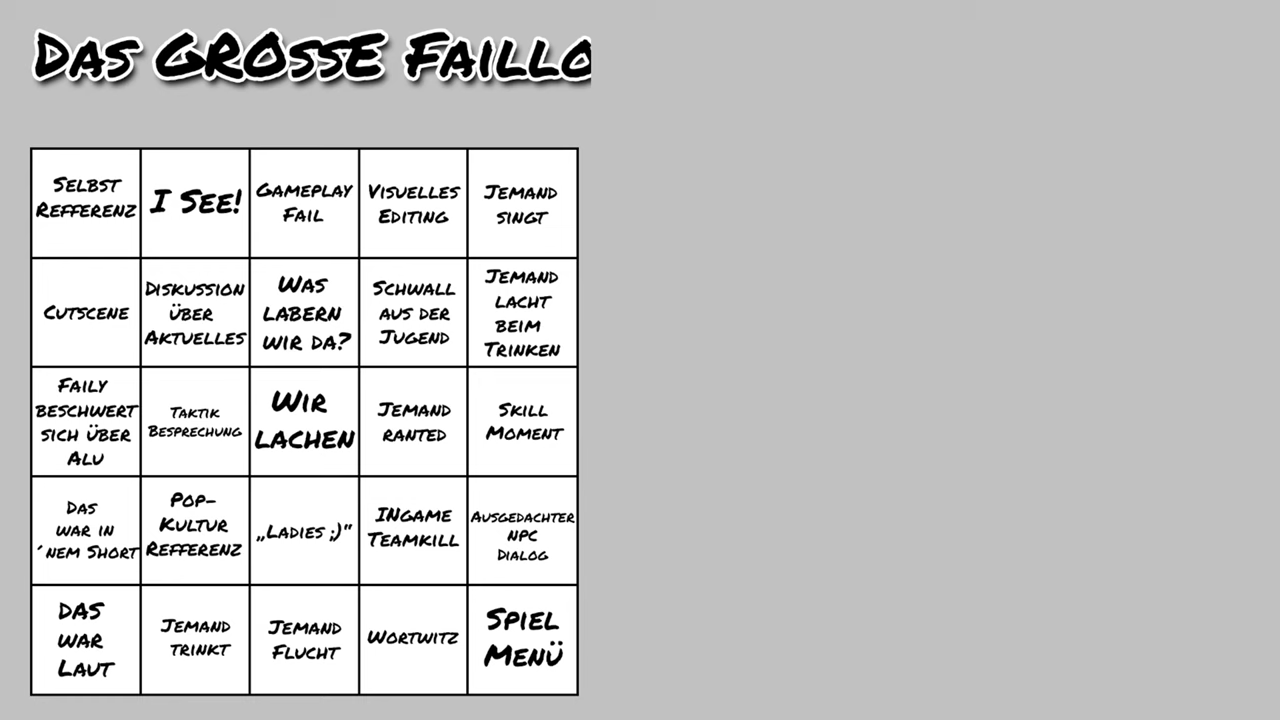 Das GROSSE Faillo
Selbst
Refferenz
I See!
Gameplay
Fail
Visuelles
Editing
Jemand
singt
Cutscene
Diskussion
über
Aktuelles
Was
labern
wir da?
Schwall
aus der
Jugend
Jemand
lacht
beim
Trinken
Faily
beschwert
sich über
Alu
Taktik
Besprechung
Wir
lachen
Jemand
ranted
Skill
Moment
Das
war in
´nem Short
Pop-
Kultur
Refferenz
„Ladies ;)“
INgame
Teamkill
Ausgedachter
NPC
Dialog
das
war
Laut
Jemand
trinkt
Jemand
Flucht
Wortwitz
Spiel
Menü